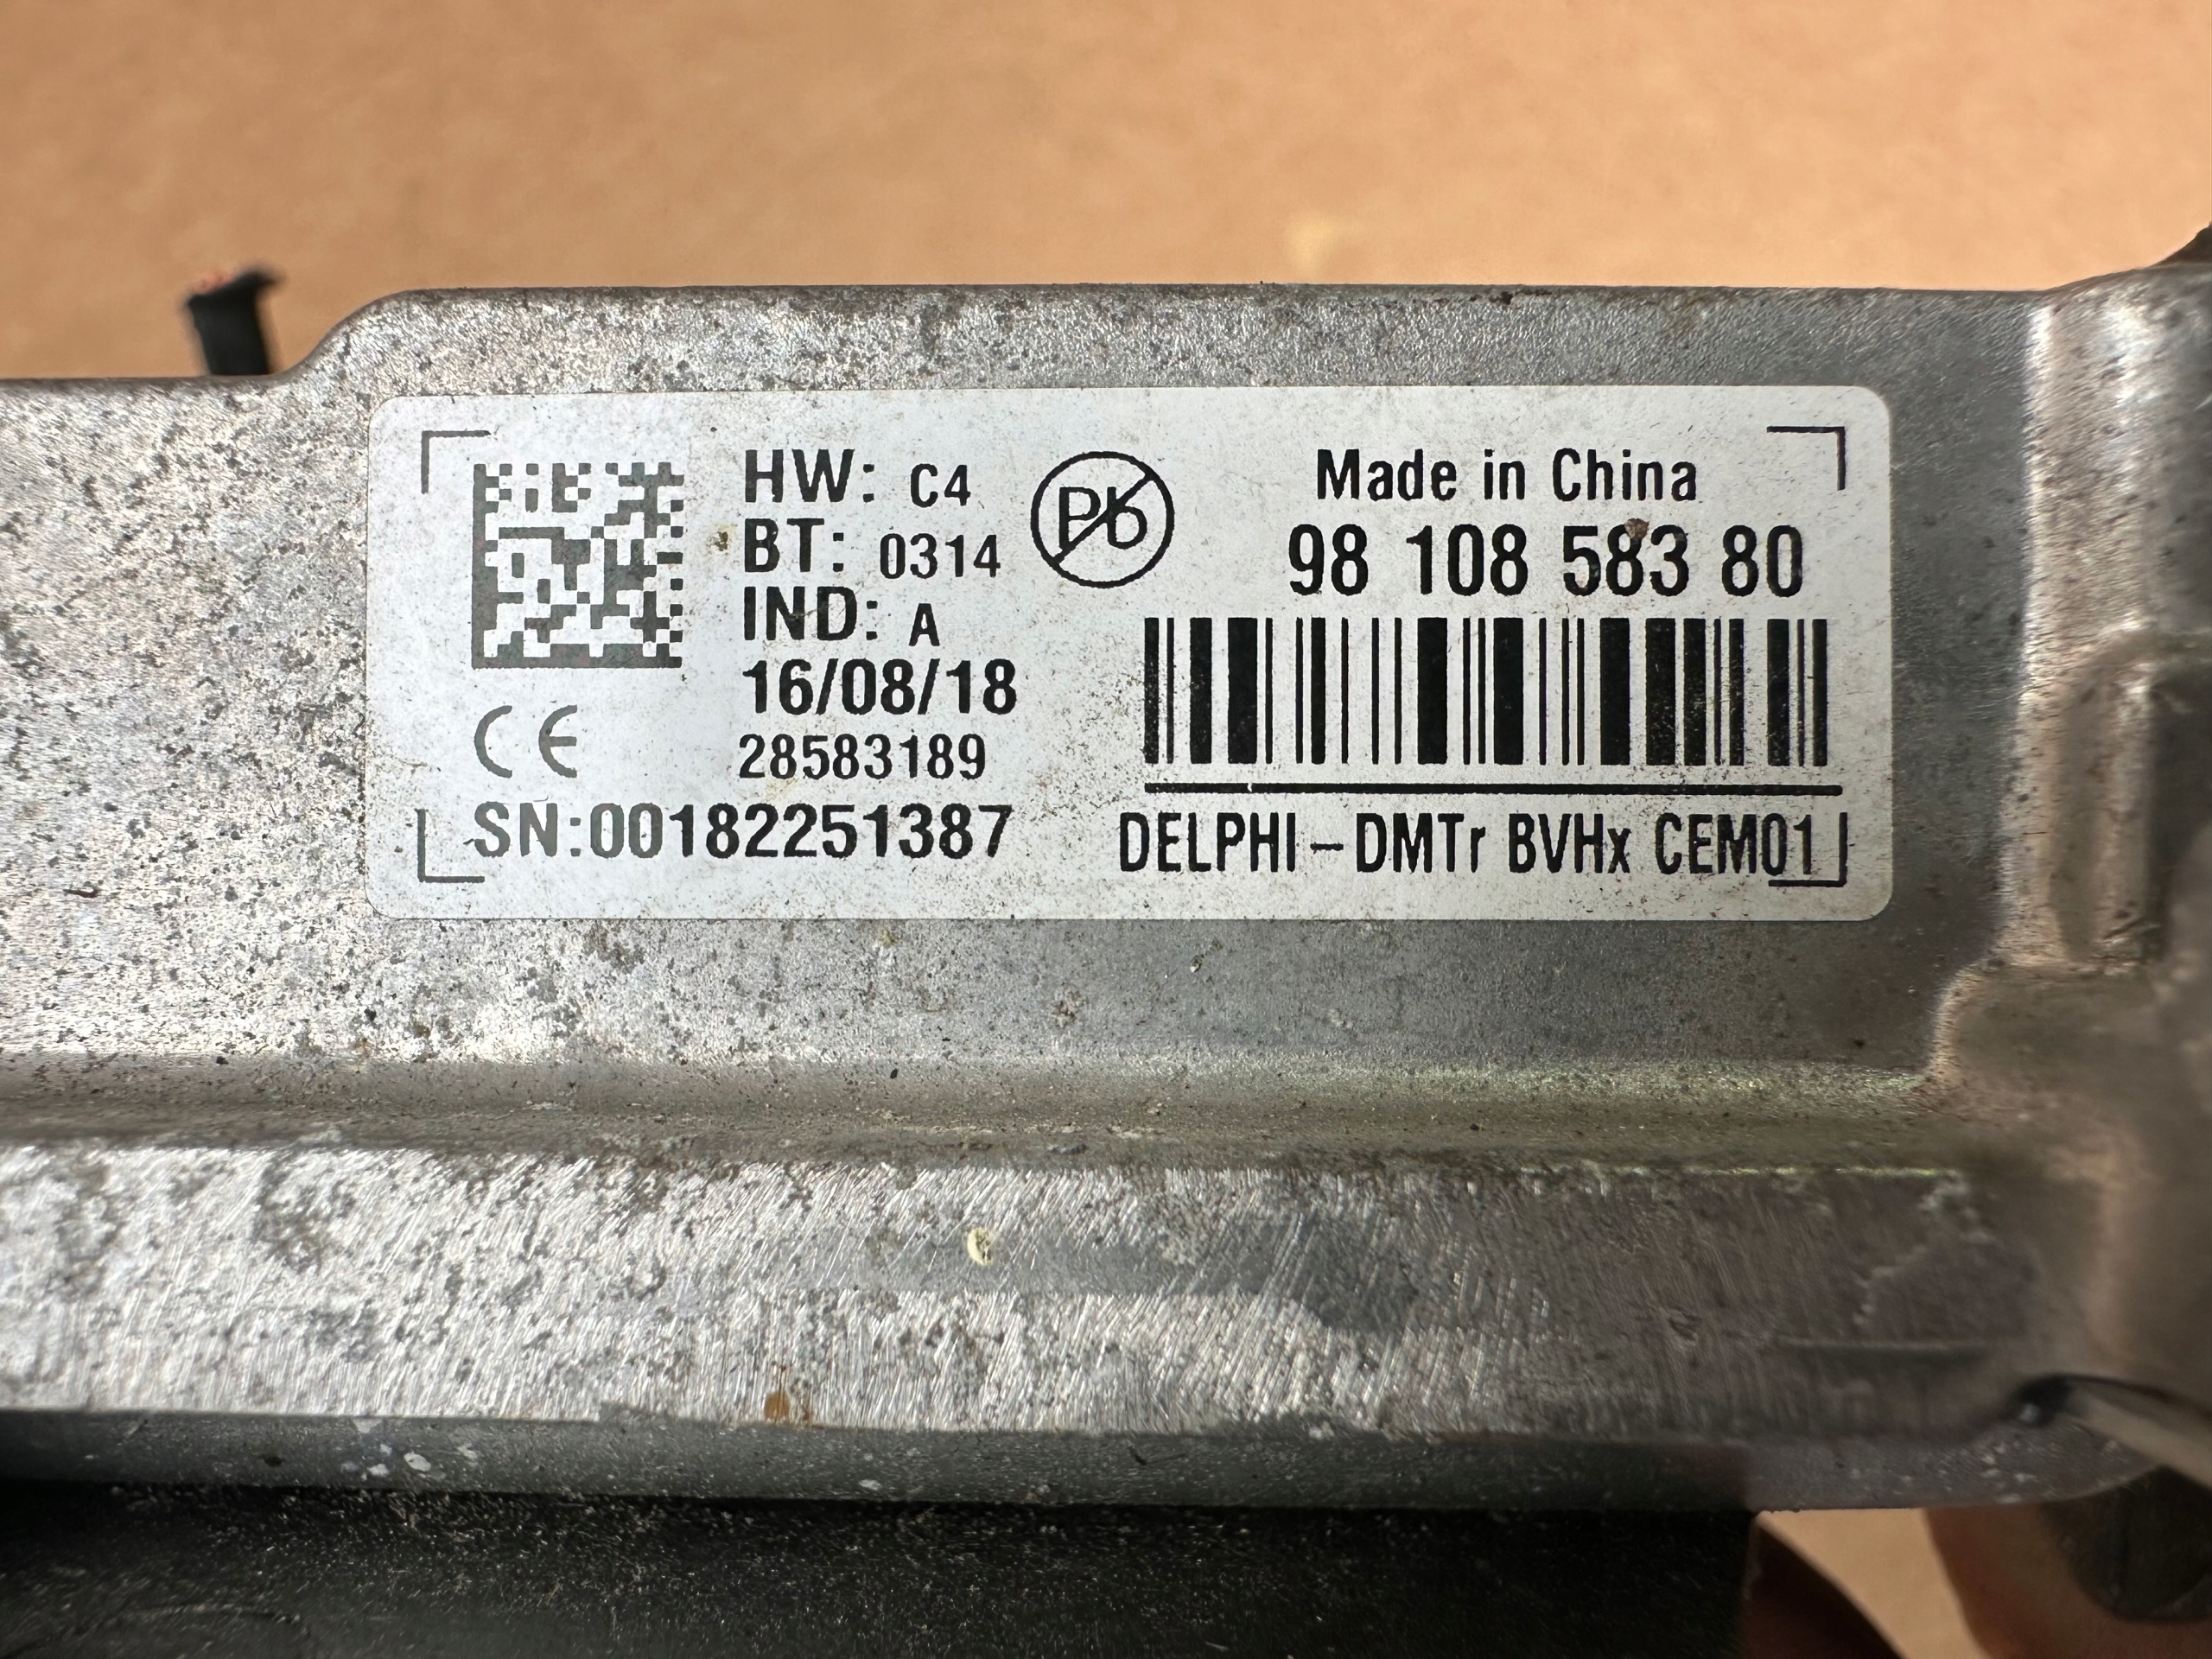 HW: C4
BT: 0314
IND: A
16/08/18
28583189
CE
SN:00182251387
Pb
Made in China
98 108 583 80
DELPHI-DMTr BVHx CEM01